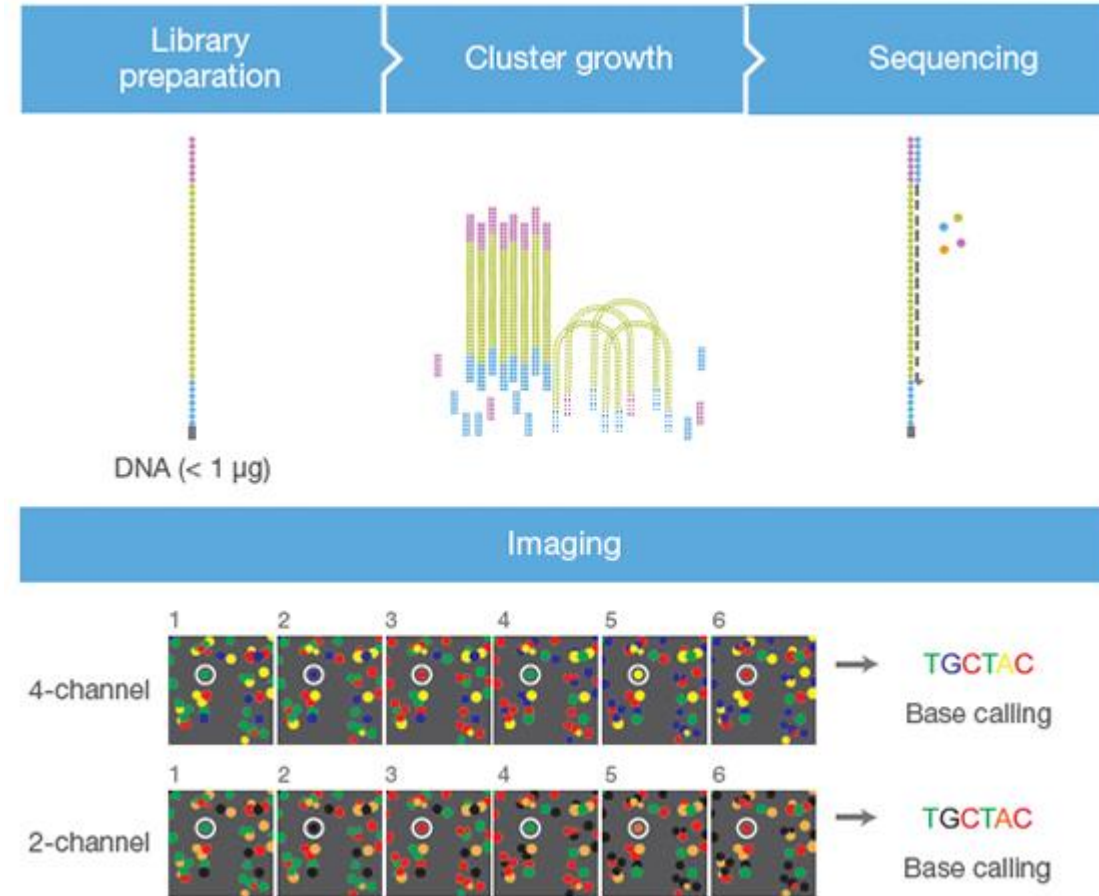 Library
preparation
Cluster growth
Sequencing
DNA (< 1 µg)
Imaging
1 2 3 4 5 6
4-channel
TGCTAC
Base calling
1 2 3 4 5 6
2-channel
TGCTAC
Base calling